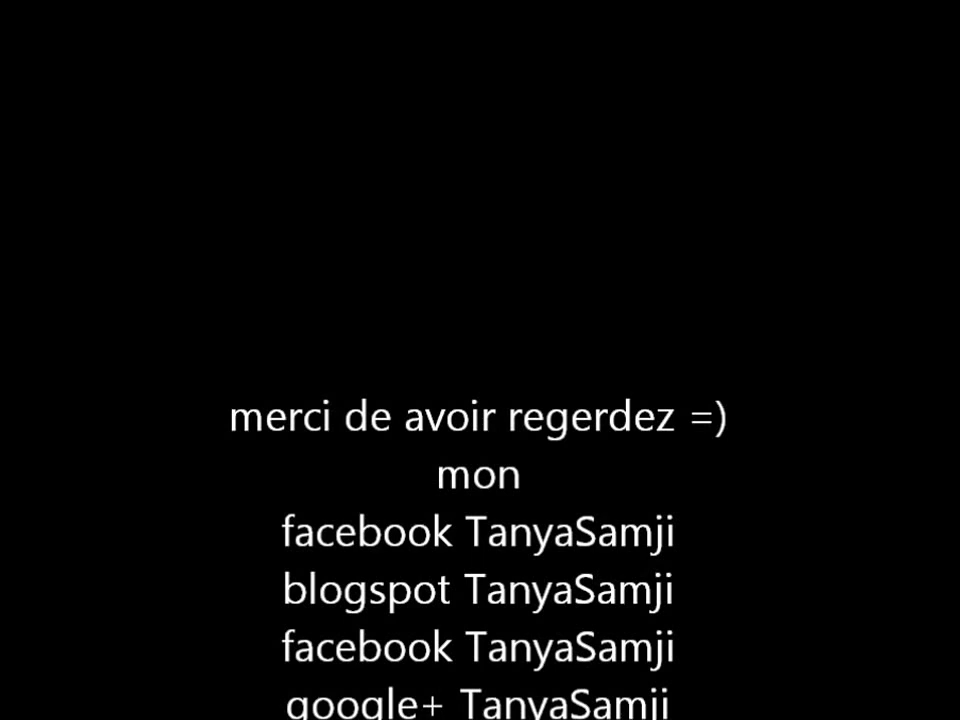 merci de avoir regerdez =)
mon
facebook TanyaSamji
blogspot TanyaSamji
facebook TanyaSamji
google+ TanyaSamji